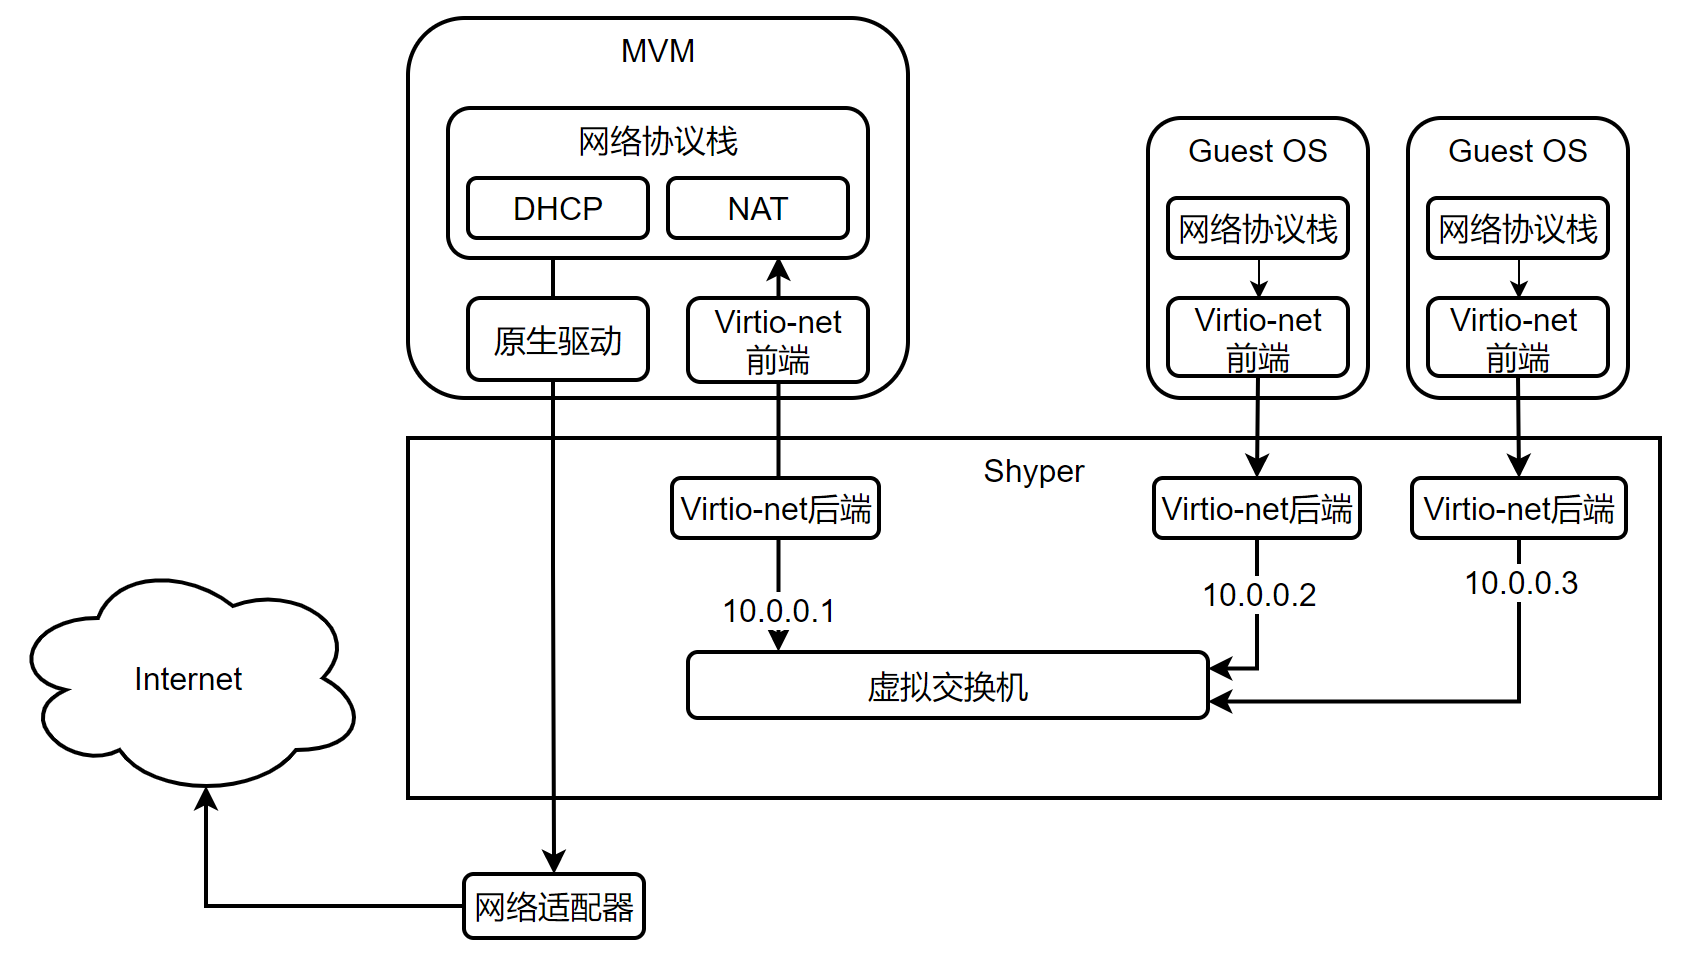 MVM
网络协议栈
DHCP
NAT
原生驱动
Virtio-net
前端
Guest OS
网络协议栈
Virtio-net
前端
Guest OS
网络协议栈
Virtio-net
前端
Shyper
Virtio-net后端
Virtio-net后端
Virtio-net后端
10.0.0.1
10.0.0.2
10.0.0.3
虚拟交换机
Internet
网络适配器